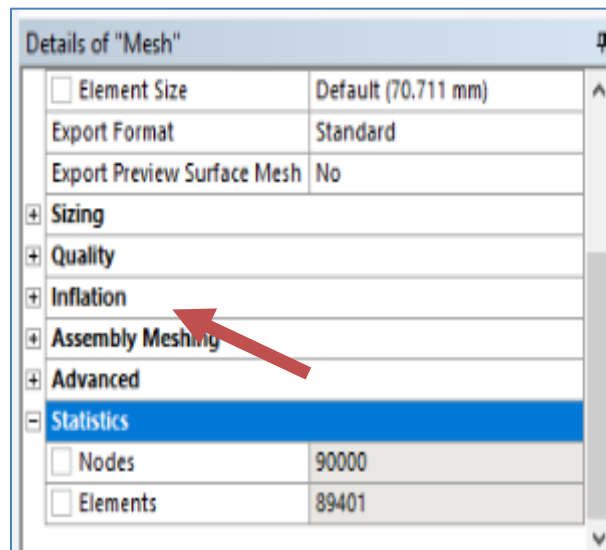 Details of "Mesh"
Element Size Default (70.711 mm)
Export Format Standard
Export Preview Surface Mesh No
Sizing
Quality
Inflation
Assembly Meshing
Advanced
Statistics
Nodes 90000
Elements 89401